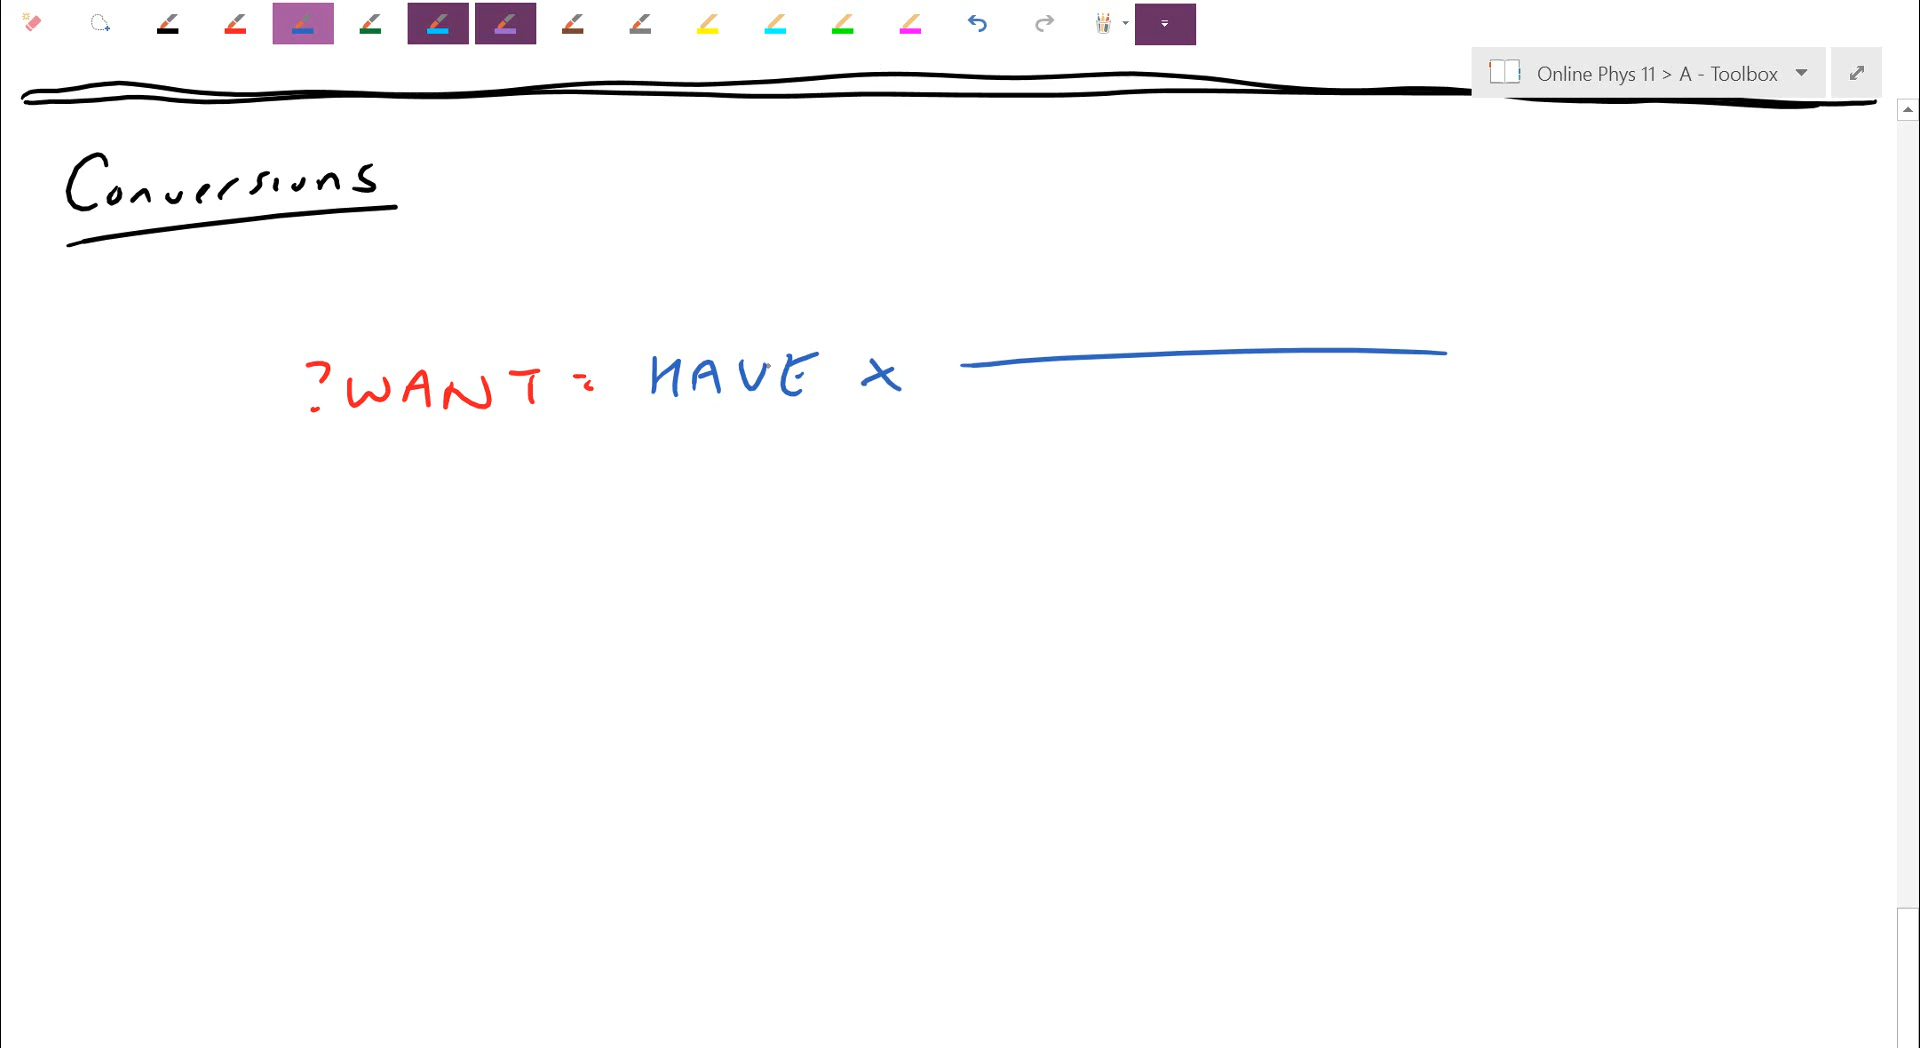 Online Phys 11 > A - Toolbox
Conversions
? WANT = HAVE x